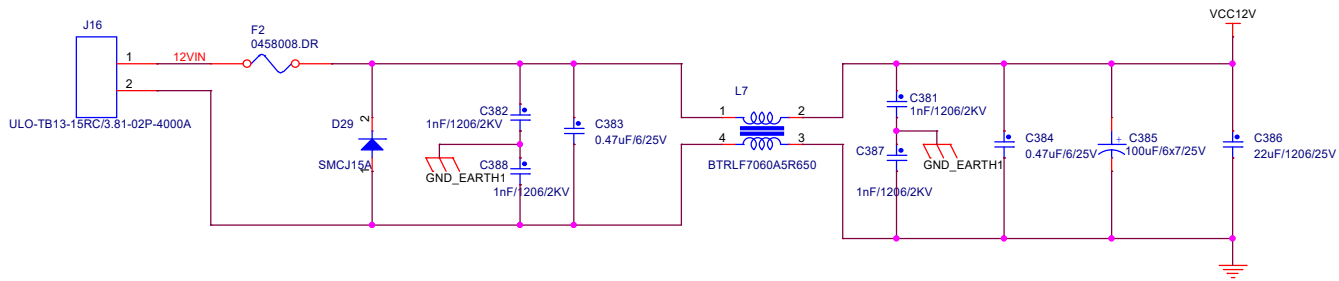 VCC12V
J16
F2
0458008.DR
1
12VIN
2
ULO-TB13-15RC/3.81-02P-4000A
D29
2
1
SMCJ15A
C382
1nF/1206/2KV
C388
GND_EARTH1
1nF/1206/2KV
C383
0.47uF/6/25V
L7
1
2
4
3
BTRLF7060A5R650
C381
1nF/1206/2KV
C387
GND_EARTH1
1nF/1206/2KV
C384
0.47uF/6/25V
+
C385
100uF/6x7/25V
C386
22uF/1206/25V